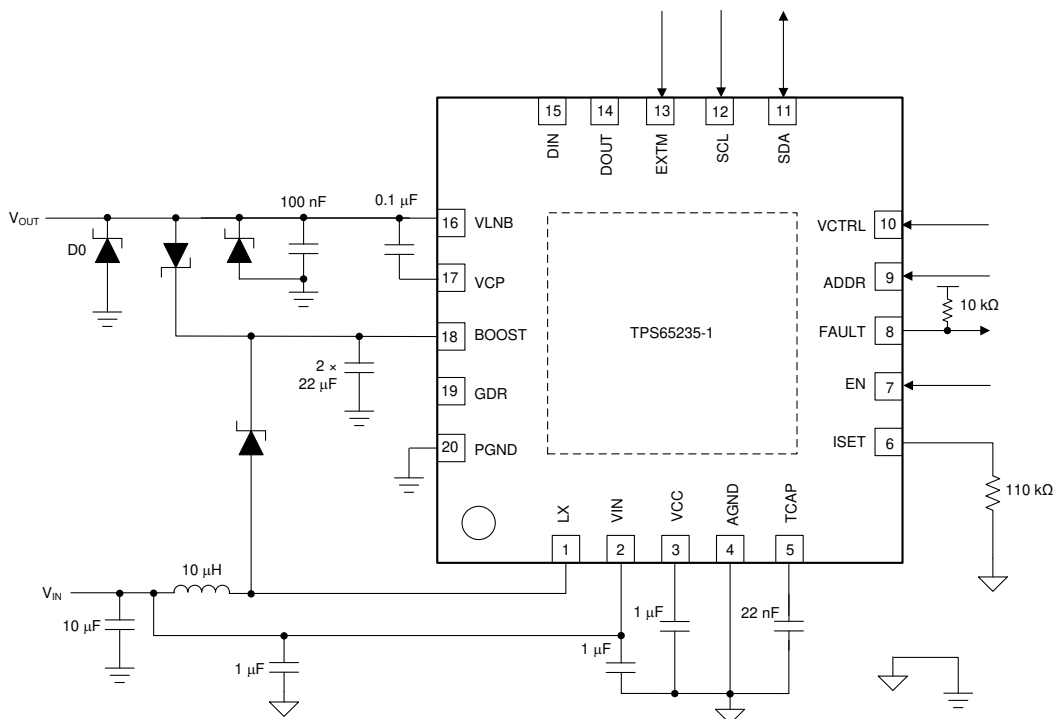 15
14
13
12
11
DIN
DOUT
EXTM
SCL
SDA
VOUT
D0
100 nF
0.1 μF
16
VLNB
17
VCP
18
BOOST
2 ×
22 μF
19
GDR
20
PGND
TPS65235-1
VCTRL
10
ADDR
9
10 kΩ
FAULT
8
EN
7
ISET
6
110 kΩ
LX
VIN
VCC
AGND
TCAP
1
2
3
4
5
VIN
10 μH
10 μF
1 μF
1 μF
1 μF
22 nF